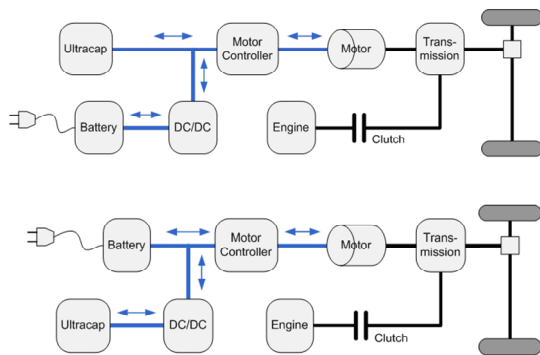 Ultracap
Motor
Controller
Motor
Trans-
mission
Battery
DC/DC
Engine
Clutch
Battery
Motor
Controller
Motor
Trans-
mission
Ultracap
DC/DC
Engine
Clutch